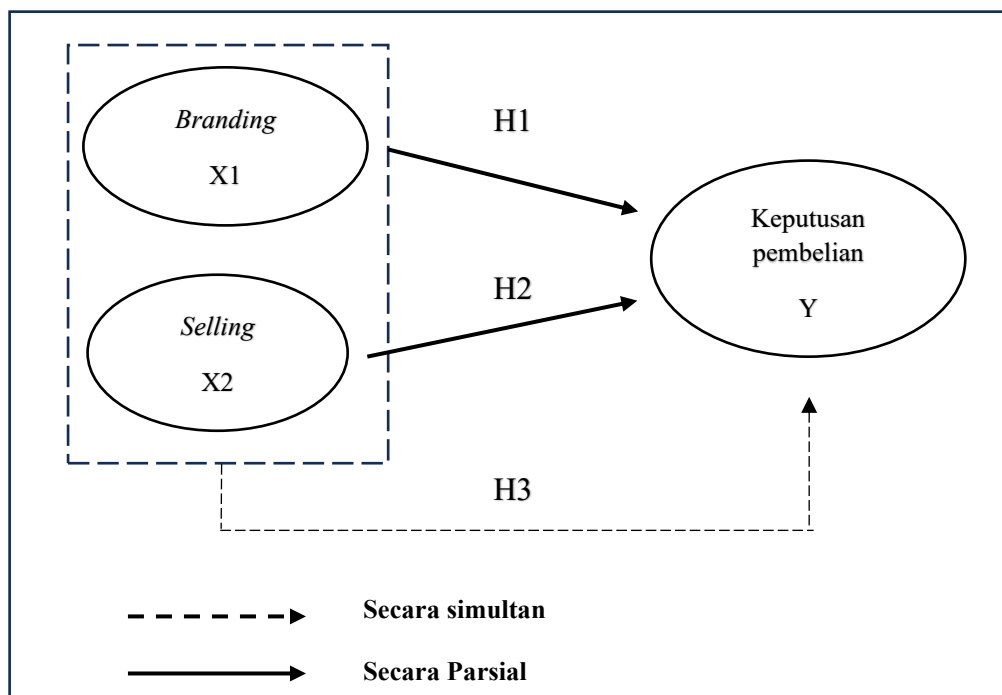 Branding
X1
H1
Keputusan
pembelian
Y
Selling
X2
H2
H3
Secara simultan
Secara Parsial